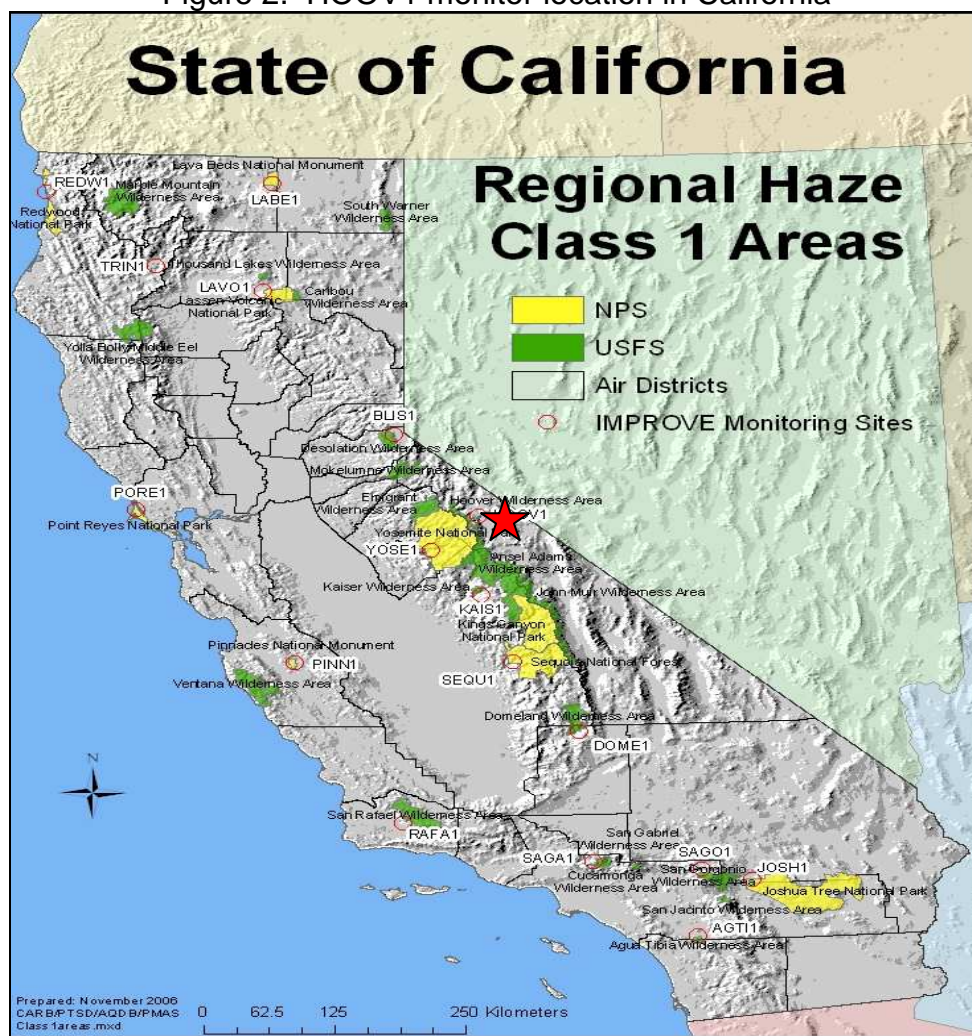 Figure 2. HOOV1 monitor location in California
State of California
Regional Haze
Class 1 Areas
NPS
USFS
Air Districts
IMPROVE Monitoring Sites
Lava Beds National Monument
REDW1
Marble Mountain
Wilderness Area
LABE1
South Warner
Wilderness Area
Redwood
National Park
TRIN1
Thousand Lakes Wilderness Area
LAVO1
Lassen Volcanic
National Park
Caribou
Wilderness Area
Yolla Bolly Middle Eel
Wilderness Area
BLIS1
Desolation Wilderness Area
Mokelumne Wilderness Area
PORE1
Point Reyes National Park
Emigrant
Wilderness Area
Hoover Wilderness Area
OV1
Yosemite National Park
YOSE1
Ansel Adams
Wilderness Area
Kaiser Wilderness Area
KAIS1
John Muir Wilderness Area
Kings Canyon
National Park
Pinnacles National Monument
PINN1
SEQU1
Sequoia National Forest
Ventana Wilderness Area
Domeland Wilderness Area
DOME1
N
San Rafael Wilderness Area
RAFA1
San Gabriel
Wilderness Area
SAGA1
Cucamonga
Wilderness Area
SAGO1
San Gorgonio
Wilderness Area
JOSH1
Joshua Tree National Park
San Jacinto Wilderness Area
AGTI1
Agua Tibia Wilderness Area
Prepared: November 2006
CARB/PTSD/AQDB/PMAS
Class 1areas.mxd
0 62.5 125 250 Kilometers